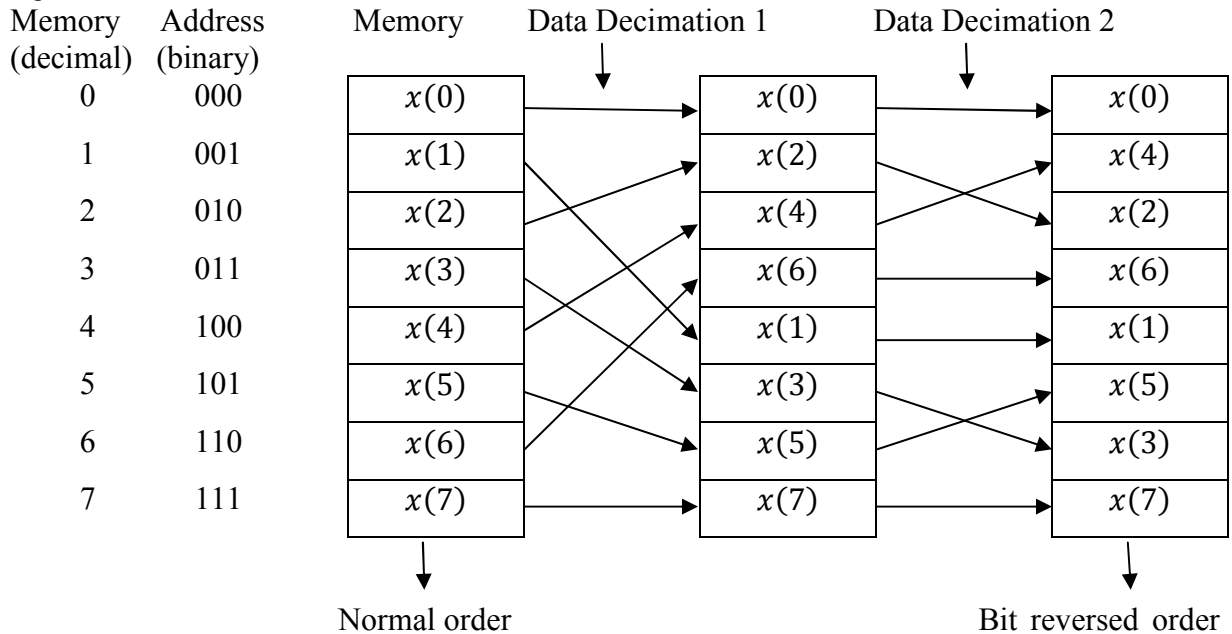 Memory Address Memory Data Decimation 1 Data Decimation 2
(decimal) (binary)
0 000 x(0) x(0) x(0)
1 001 x(1) x(2) x(4)
2 010 x(2) x(4) x(2)
3 011 x(3) x(6) x(6)
4 100 x(4) x(1) x(1)
5 101 x(5) x(3) x(5)
6 110 x(6) x(5) x(3)
7 111 x(7) x(7) x(7)
Normal order Bit reversed order